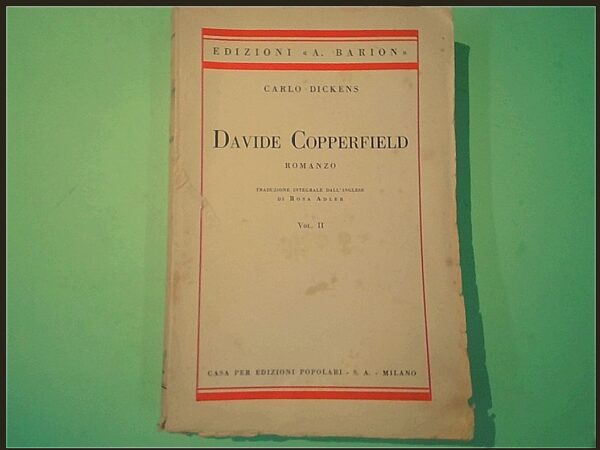 EDIZIONI «A. BARION»
CARLO DICKENS
DAVIDE COPPERFIELD
ROMANZO
TRADUZIONE INTEGRALE DALL'INGLESE
DI ROSA ADLER
VOL. II
CASA PER EDIZIONI POPOLARI - S. A. - MILANO